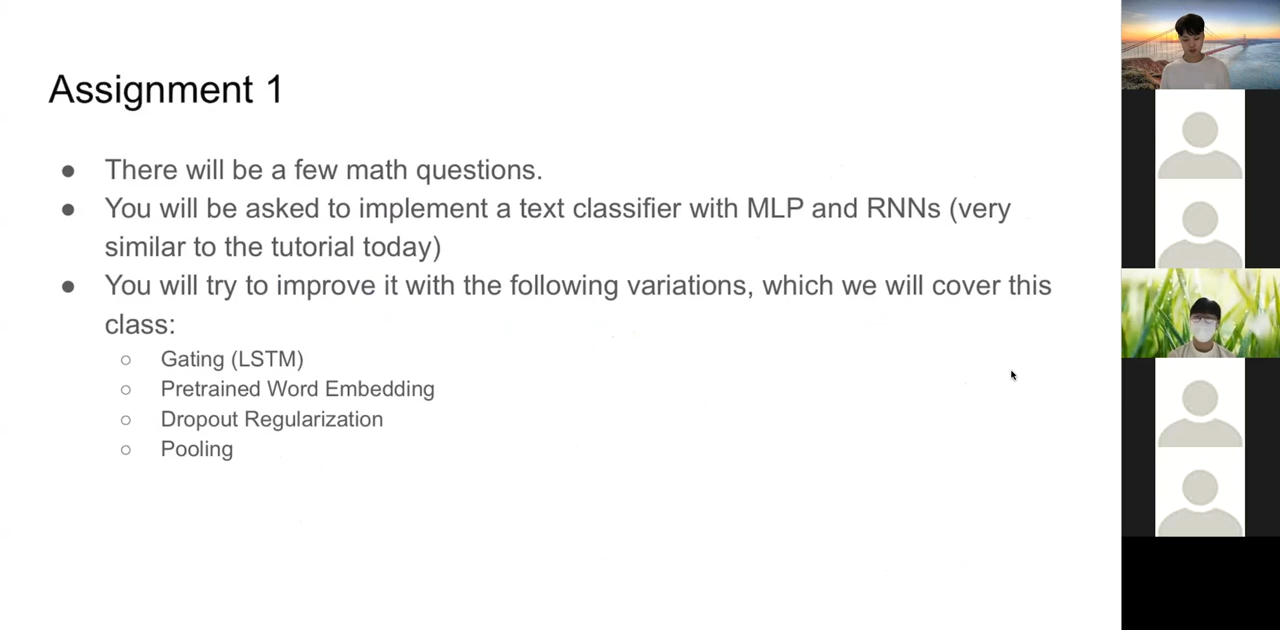 Assignment 1
● There will be a few math questions.
● You will be asked to implement a text classifier with MLP and RNNs (very
similar to the tutorial today)
● You will try to improve it with the following variations, which we will cover this
class:
○ Gating (LSTM)
○ Pretrained Word Embedding
○ Dropout Regularization
○ Pooling